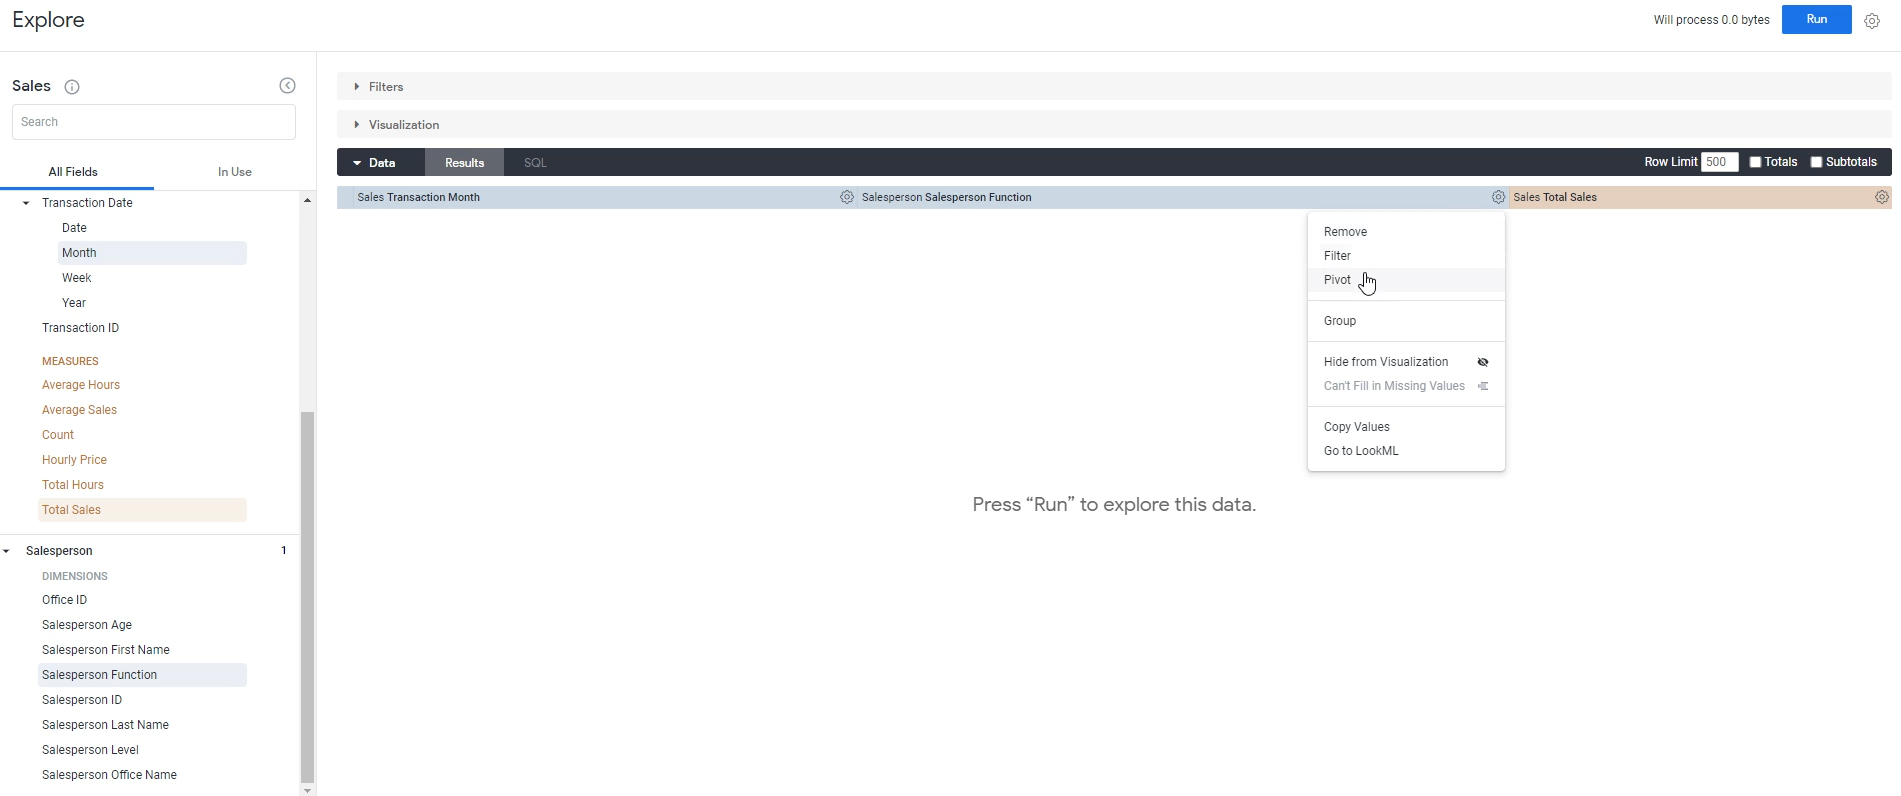 Explore
Will process 0.0 bytes
Run
Sales
Search
All Fields
In Use
Transaction Date
Date
Month
Week
Year
Transaction ID
MEASURES
Average Hours
Average Sales
Count
Hourly Price
Total Hours
Total Sales
Salesperson 1
DIMENSIONS
Office ID
Salesperson Age
Salesperson First Name
Salesperson Function
Salesperson ID
Salesperson Last Name
Salesperson Level
Salesperson Office Name
Filters
Visualization
Data Results SQL Row Limit 500 Totals Subtotals
Sales Transaction Month Salesperson Salesperson Function Sales Total Sales
Remove
Filter
Pivot
Group
Hide from Visualization
Can't Fill in Missing Values
Copy Values
Go to LookML
Press “Run” to explore this data.